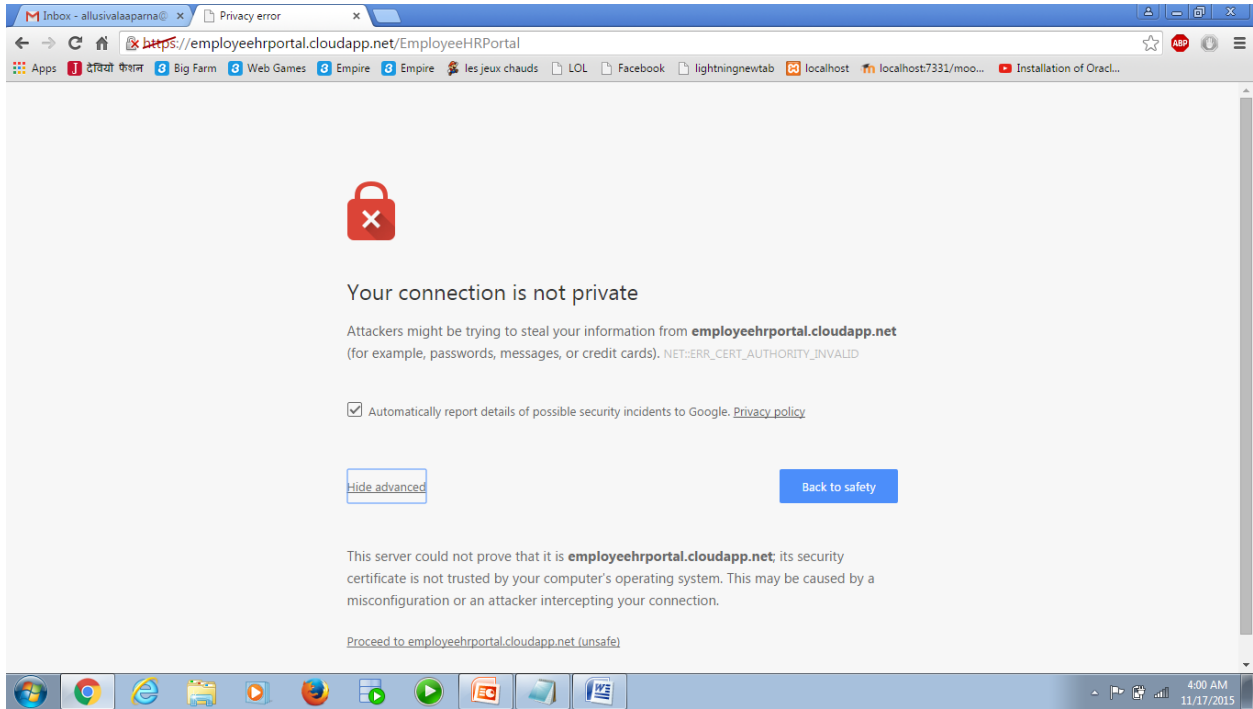 Inbox - allusivalaaparna@
Privacy error
https://employeehrportal.cloudapp.net/EmployeeHRPortal
ABP
Apps देवियो फैशन Big Farm Web Games Empire Empire les jeux chauds LOL Facebook lightningnewtab localhost localhost:7331/moo... Installation of Oracl...
Your connection is not private
Attackers might be trying to steal your information from employeehrportal.cloudapp.net
(for example, passwords, messages, or credit cards). NET::ERR_CERT_AUTHORITY_INVALID
Automatically report details of possible security incidents to Google. Privacy policy
Hide advanced
Back to safety
This server could not prove that it is employeehrportal.cloudapp.net; its security
certificate is not trusted by your computer's operating system. This may be caused by a
misconfiguration or an attacker intercepting your connection.
Proceed to employeehrportal.cloudapp.net (unsafe)
4:00 AM
11/17/2015